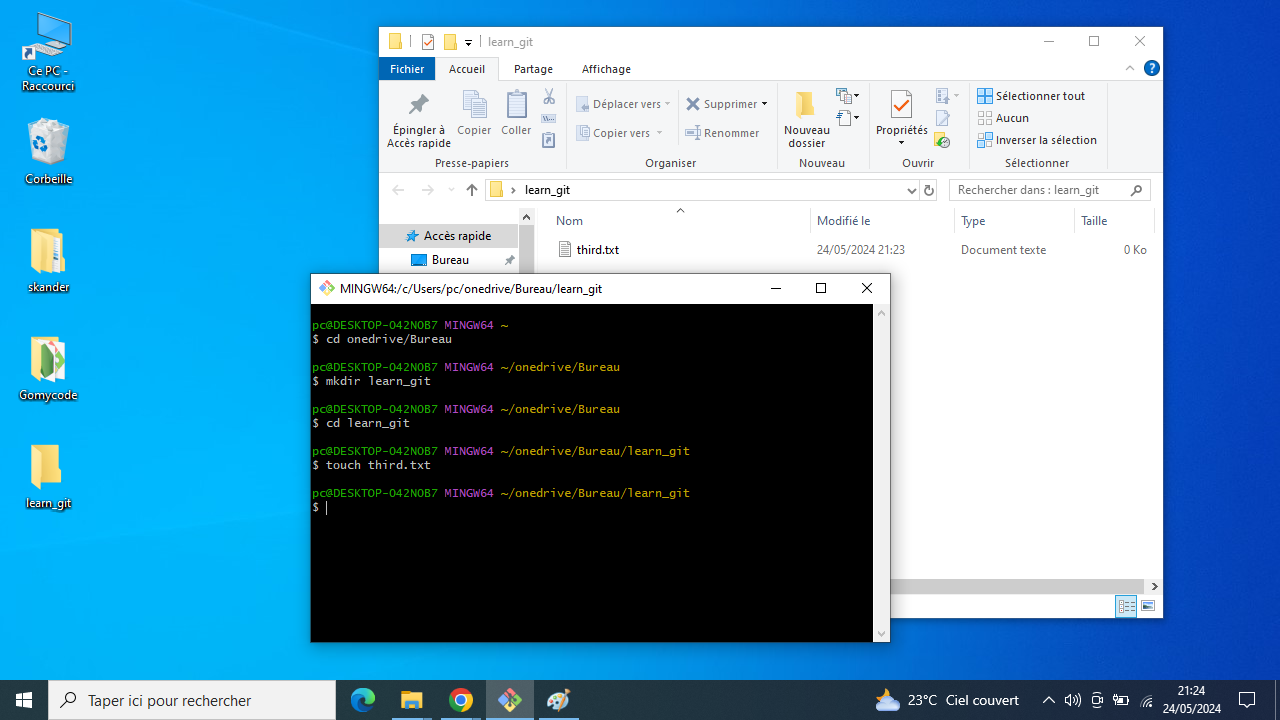 Ce PC -
Raccourci
Corbeille
skander
Gomycode
learn_git
learn_git
Fichier
Accueil
Partage
Affichage
?
Épingler à
Accès rapide
Copier
Coller
Presse-papiers
Déplacer vers
Copier vers
Supprimer
Renommer
Organiser
Nouveau
dossier
Nouveau
Propriétés
Ouvrir
Sélectionner tout
Aucun
Inverser la sélection
Sélectionner
learn_git
Rechercher dans : learn_git
Nom
Modifié le
Type
Taille
Accès rapide
Bureau
third.txt
24/05/2024 21:23
Document texte
0 Ko
MINGW64:/c/Users/pc/onedrive/Bureau/learn_git
pc@DESKTOP-O42NOB7 MINGW64 ~
$ cd onedrive/Bureau
pc@DESKTOP-O42NOB7 MINGW64 ~/onedrive/Bureau
$ mkdir learn_git
pc@DESKTOP-O42NOB7 MINGW64 ~/onedrive/Bureau
$ cd learn_git
pc@DESKTOP-O42NOB7 MINGW64 ~/onedrive/Bureau/learn_git
$ touch third.txt
pc@DESKTOP-O42NOB7 MINGW64 ~/onedrive/Bureau/learn_git
$
Taper ici pour rechercher
23°C Ciel couvert
21:24
24/05/2024